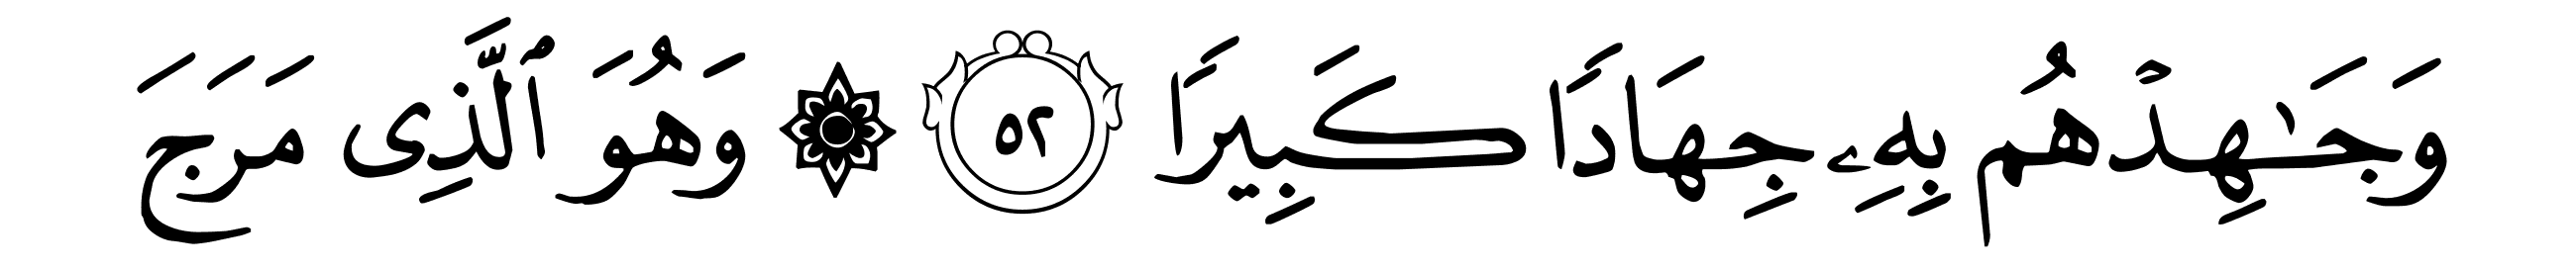 وَجَـٰهِدْهُم بِهِۦ جِهَادًا كَبِيرًا ٥٢ ۞ وَهُوَ ٱلَّذِى مَرَجَ